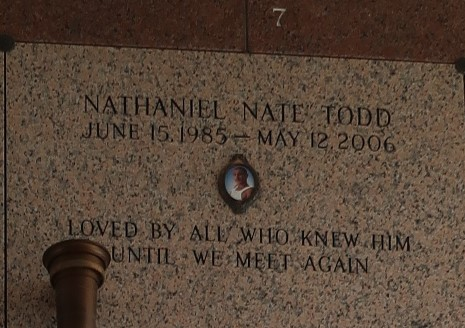 7
NATHANIEL "NATE" TODD
JUNE 15, 1985 — MAY 12, 2006
LOVED BY ALL WHO KNEW HIM
UNTIL WE MEET AGAIN